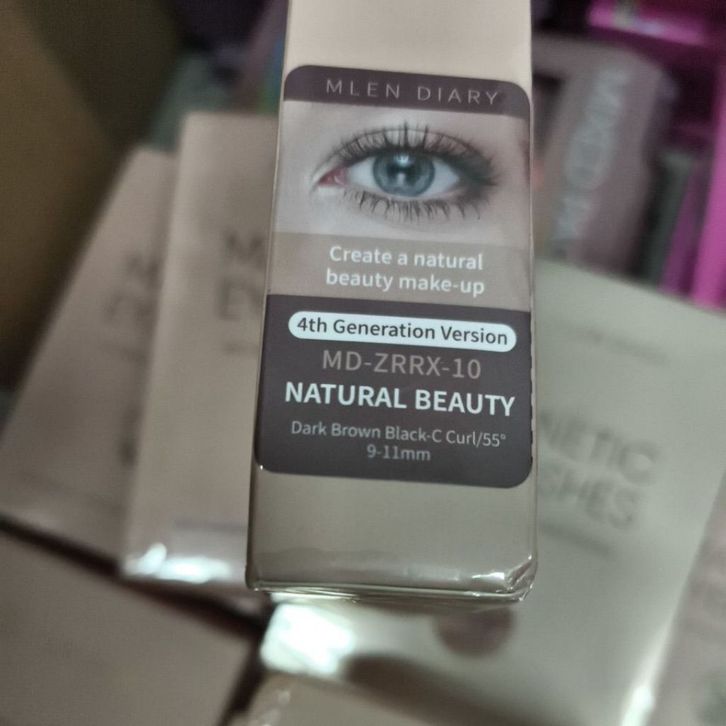 MLEN DIARY
Create a natural
beauty make-up
4th Generation Version
MD-ZRRX-10
NATURAL BEAUTY
Dark Brown Black-C Curl/55°
9-11mm
MIXED